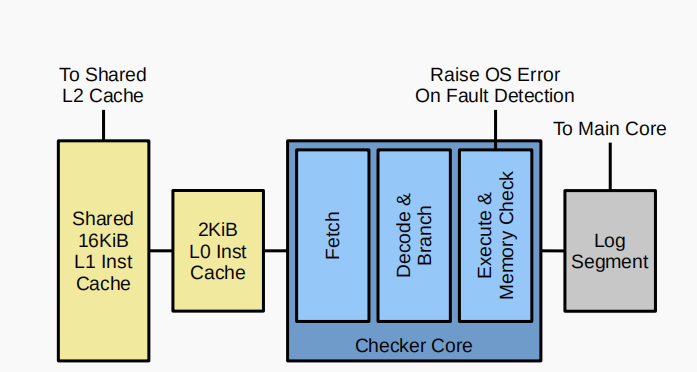 To Shared
L2 Cache
Raise OS Error
On Fault Detection
To Main Core
Shared
16KiB
L1 Inst
Cache
2KiB
L0 Inst
Cache
Fetch
Decode &
Branch
Execute &
Memory Check
Log
Segment
Checker Core